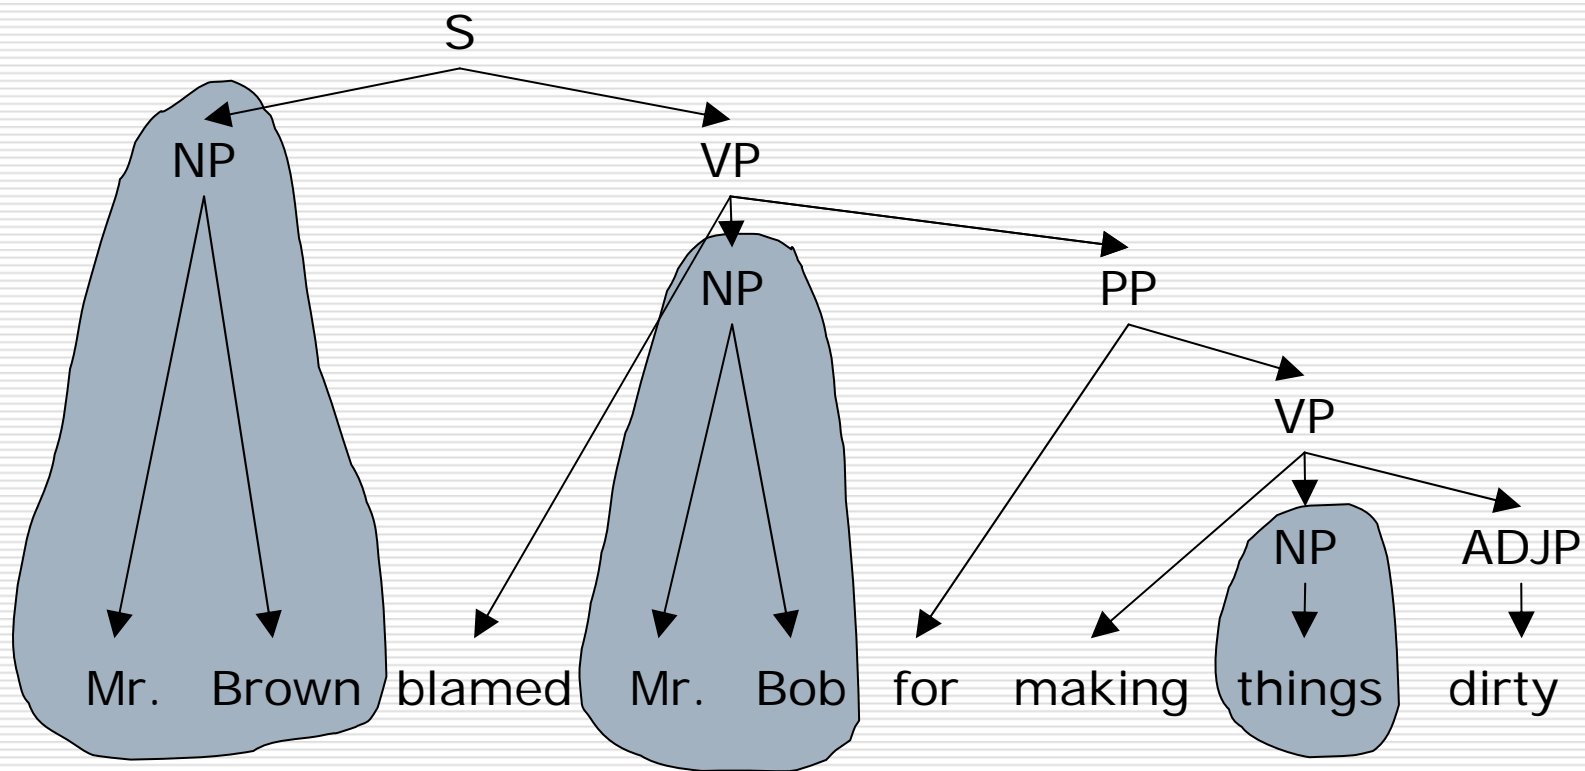 S
NP VP
NP PP
VP
NP ADJP
Mr. Brown blamed Mr. Bob for making things dirty